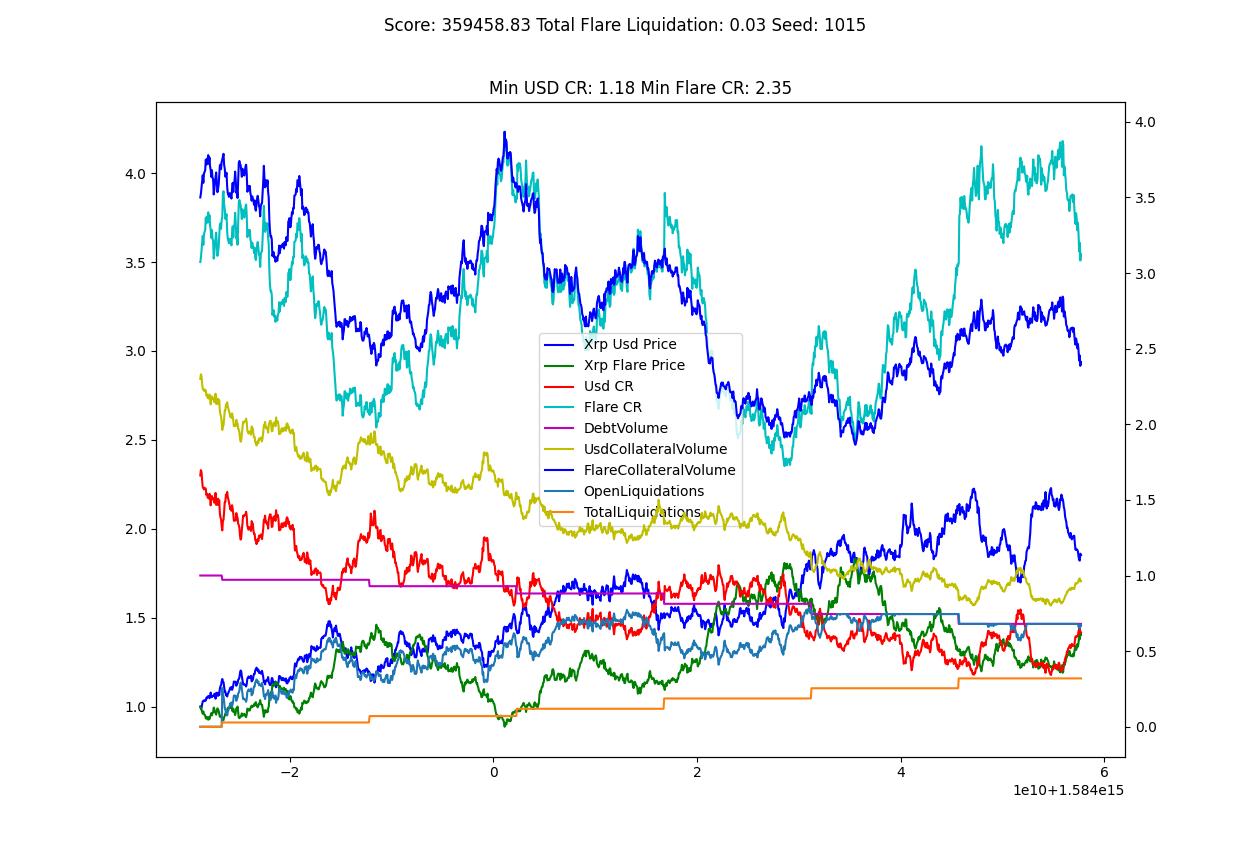 Score: 359458.83 Total Flare Liquidation: 0.03 Seed: 1015
Min USD CR: 1.18 Min Flare CR: 2.35
4.0
3.5
3.0
2.5
2.0
1.5
1.0
4.0
3.5
3.0
2.5
2.0
1.5
1.0
0.5
0.0
Xrp Usd Price
Xrp Flare Price
Usd CR
Flare CR
DebtVolume
UsdCollateralVolume
FlareCollateralVolume
OpenLiquidations
TotalLiquidations
−2 0 2 4 6
1e10+1.584e15